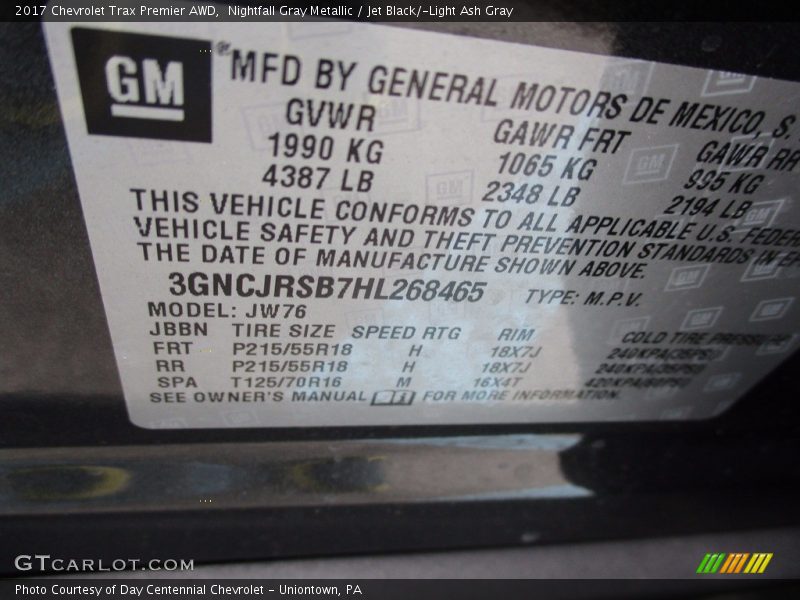 2017 Chevrolet Trax Premier AWD, Nightfall Gray Metallic / Jet Black/-Light Ash Gray
GM
®
MFD BY GENERAL MOTORS DE MEXICO, S.
GVWR GAWR FRT GAWR RR
1990 KG 1065 KG 995 KG
4387 LB 2348 LB 2194 LB
THIS VEHICLE CONFORMS TO ALL APPLICABLE U.S. FEDER
VEHICLE SAFETY AND THEFT PREVENTION STANDARDS IN EF
THE DATE OF MANUFACTURE SHOWN ABOVE.
3GNCJRSB7HL268465 TYPE: M.P.V.
MODEL: JW76
JBBN TIRE SIZE SPEED RTG RIM COLD TIRE PRESSURE
FRT P215/55R18 H 18X7J 240KPA(35PSI)
RR P215/55R18 H 18X7J 240KPA(35PSI)
SPA T125/70R16 M 16X4T 420KPA(60PSI)
SEE OWNER'S MANUAL FOR MORE INFORMATION.
GTCARLOT.COM
Photo Courtesy of Day Centennial Chevrolet - Uniontown, PA